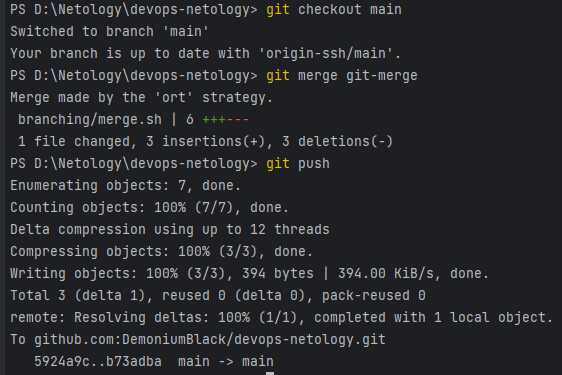 PS D:\Netology\devops-netology> git checkout main
Switched to branch 'main'
Your branch is up to date with 'origin-ssh/main'.
PS D:\Netology\devops-netology> git merge git-merge
Merge made by the 'ort' strategy.
 branching/merge.sh | 6 +++---
 1 file changed, 3 insertions(+), 3 deletions(-)
PS D:\Netology\devops-netology> git push
Enumerating objects: 7, done.
Counting objects: 100% (7/7), done.
Delta compression using up to 12 threads
Compressing objects: 100% (3/3), done.
Writing objects: 100% (3/3), 394 bytes | 394.00 KiB/s, done.
Total 3 (delta 1), reused 0 (delta 0), pack-reused 0
remote: Resolving deltas: 100% (1/1), completed with 1 local object.
To github.com:DemoniumBlack/devops-netology.git
   5924a9c..b73adba  main -> main